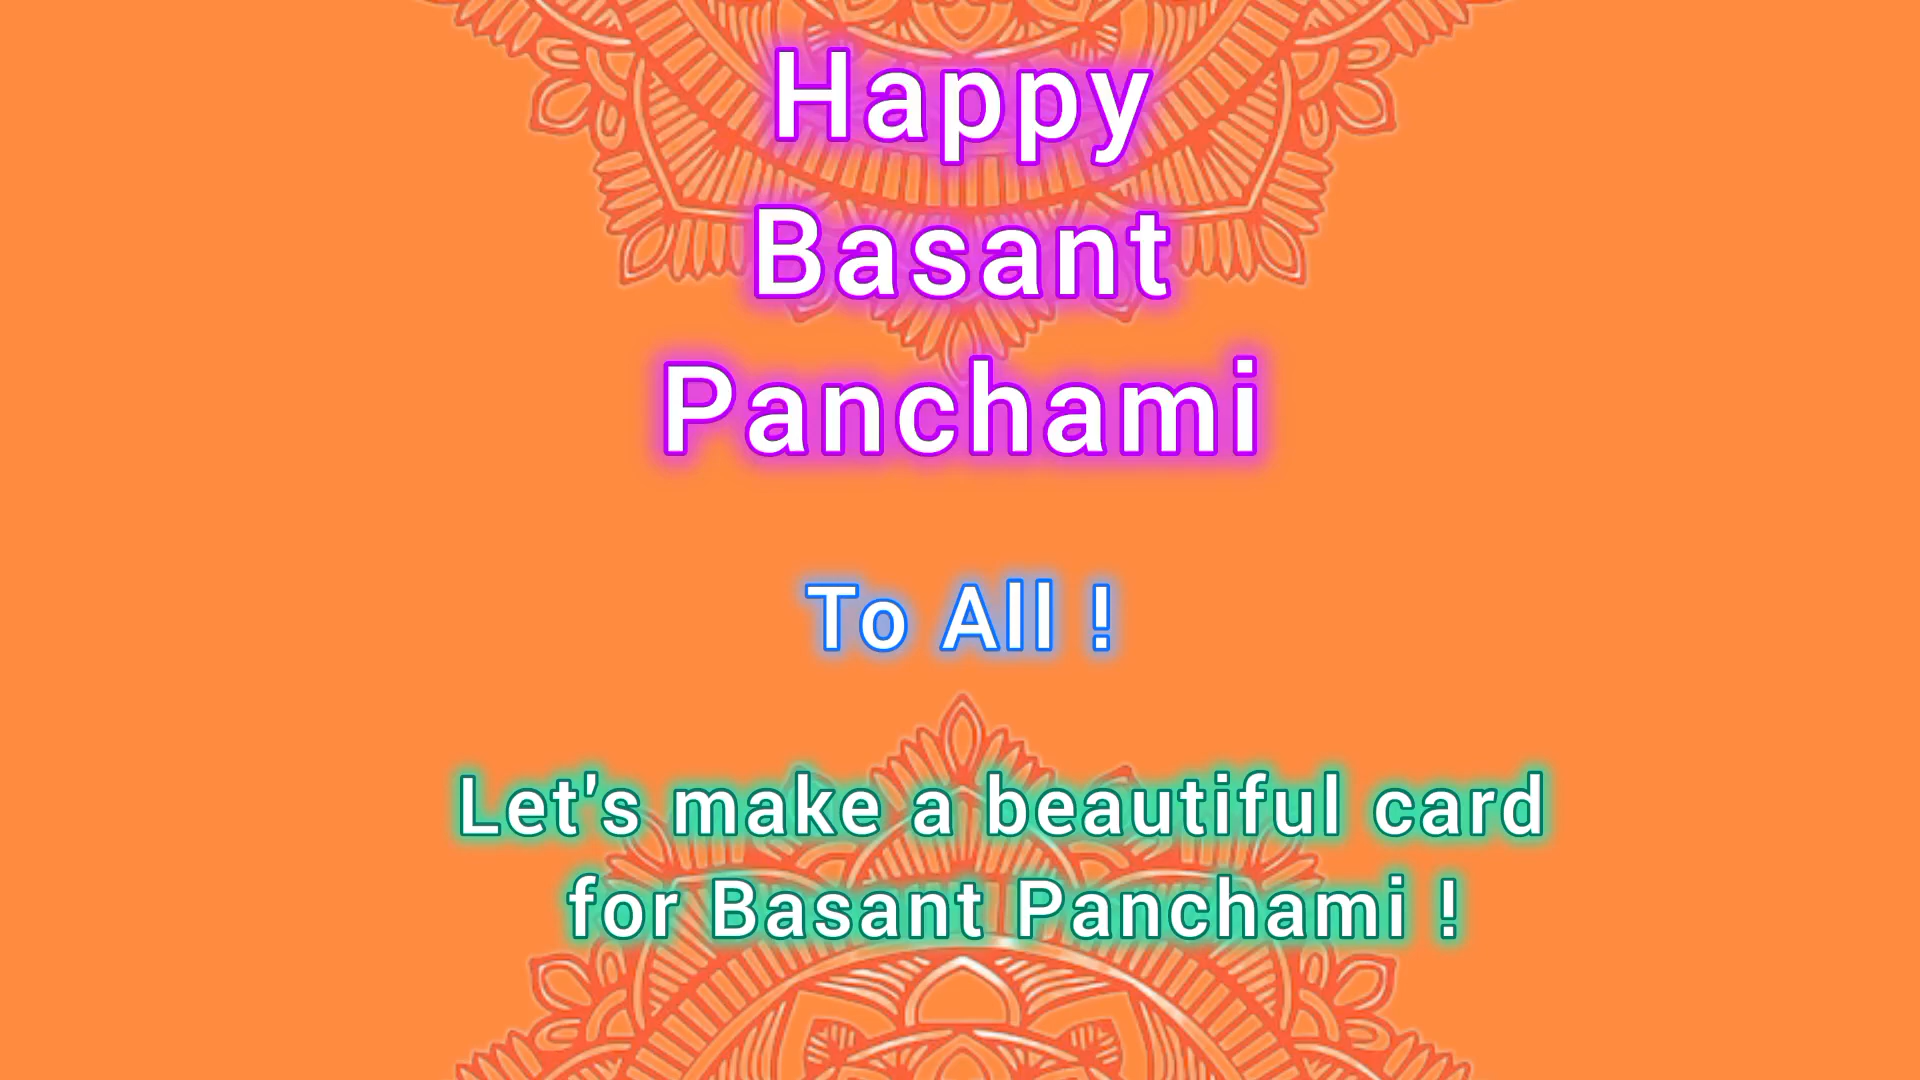 Happy
Basant
Panchami
To All !
Let's make a beautiful card
for Basant Panchami !